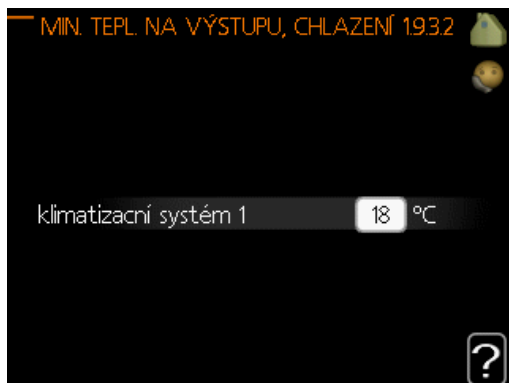 MIN. TEPL. NA VÝSTUPU, CHLAZENÍ 1.9.3.2
klimatizacní systém 1 18 °C
?